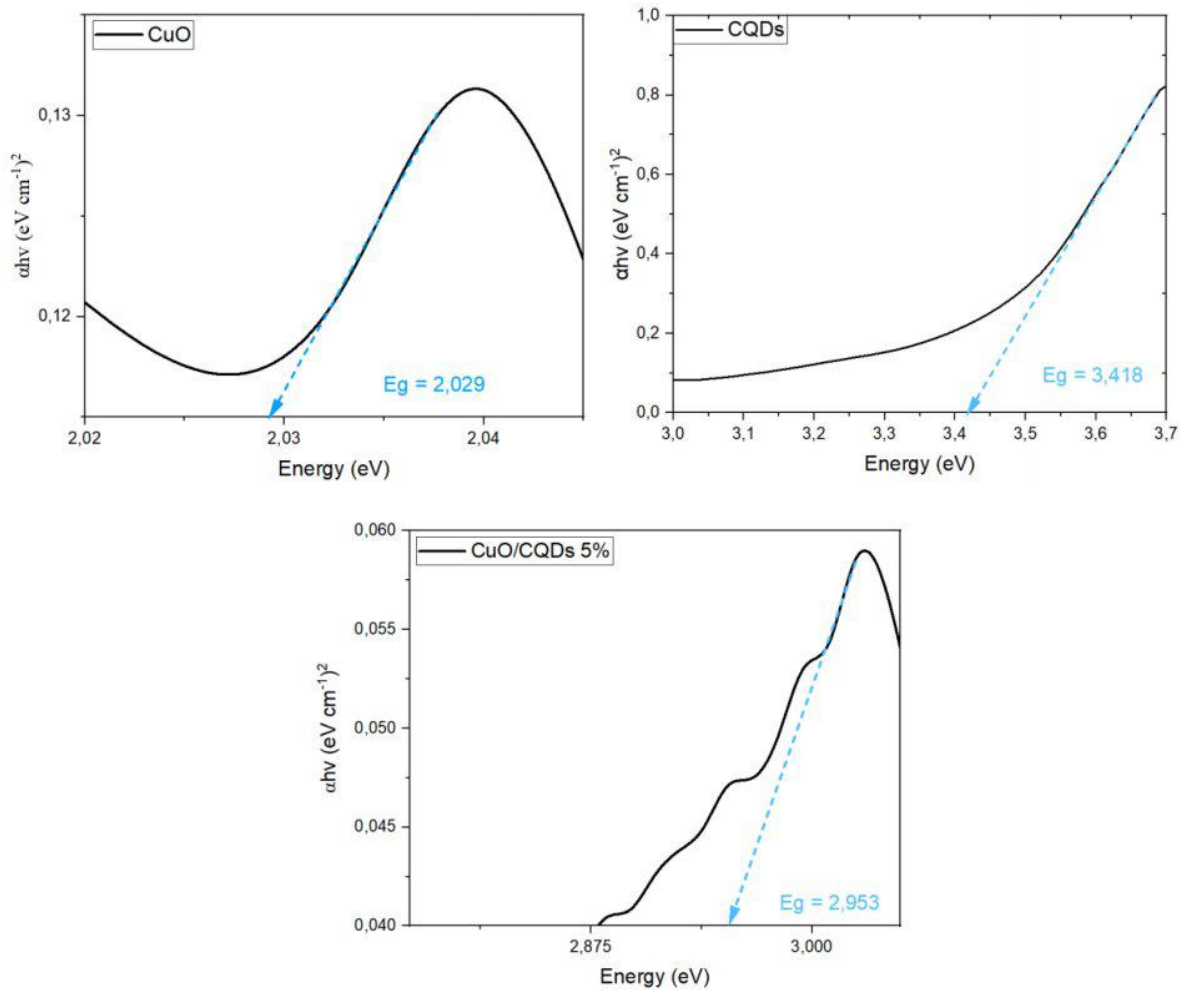 CuO
0,13
0,12
αhν (eV cm⁻¹)²
Eg = 2,029
2,02
2,03
2,04
Energy (eV)
CQDs
1,0
0,8
0,6
0,4
0,2
0,0
αhν (eV cm⁻¹)²
Eg = 3,418
3,0
3,1
3,2
3,3
3,4
3,5
3,6
3,7
Energy (eV)
CuO/CQDs 5%
0,060
0,055
0,050
0,045
0,040
αhν (eV cm⁻¹)²
Eg = 2,953
2,875
3,000
Energy (eV)